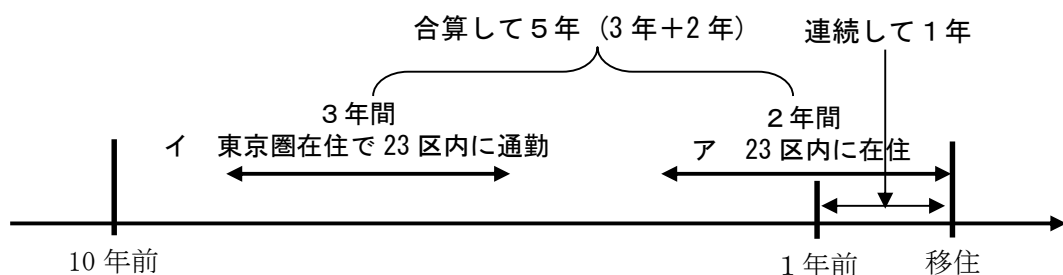 合算して５年（3 年＋2 年）
連続して１年
３年間
イ　東京圏在住で 23 区内に通勤
２年間
ア　23 区内に在住
10 年前
１年前
移住